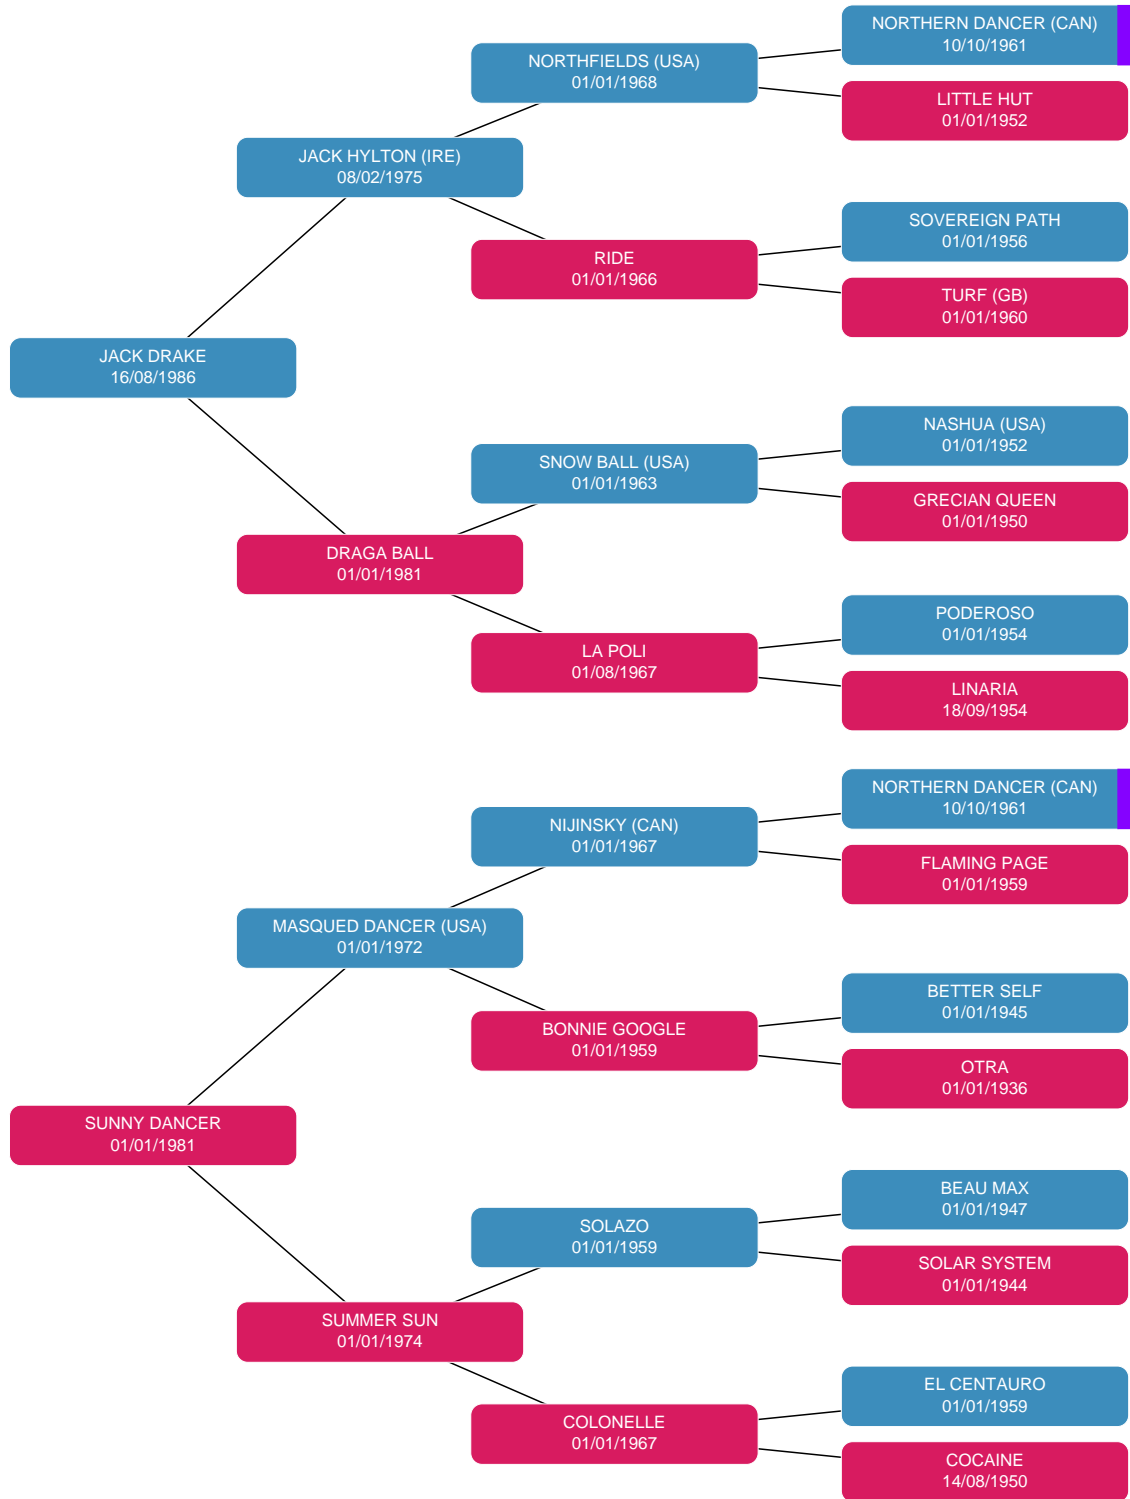 NORTHERN DANCER (CAN)
10/10/1961
NORTHFIELDS (USA)
01/01/1968
LITTLE HUT
01/01/1952
JACK HYLTON (IRE)
08/02/1975
SOVEREIGN PATH
01/01/1956
RIDE
01/01/1966
TURF (GB)
01/01/1960
JACK DRAKE
16/08/1986
NASHUA (USA)
01/01/1952
SNOW BALL (USA)
01/01/1963
GRECIAN QUEEN
01/01/1950
DRAGA BALL
01/01/1981
PODEROSO
01/01/1954
LA POLI
01/08/1967
LINARIA
18/09/1954
NORTHERN DANCER (CAN)
10/10/1961
NIJINSKY (CAN)
01/01/1967
FLAMING PAGE
01/01/1959
MASQUED DANCER (USA)
01/01/1972
BETTER SELF
01/01/1945
BONNIE GOOGLE
01/01/1959
OTRA
01/01/1936
SUNNY DANCER
01/01/1981
BEAU MAX
01/01/1947
SOLAZO
01/01/1959
SOLAR SYSTEM
01/01/1944
SUMMER SUN
01/01/1974
EL CENTAURO
01/01/1959
COLONELLE
01/01/1967
COCAINE
14/08/1950